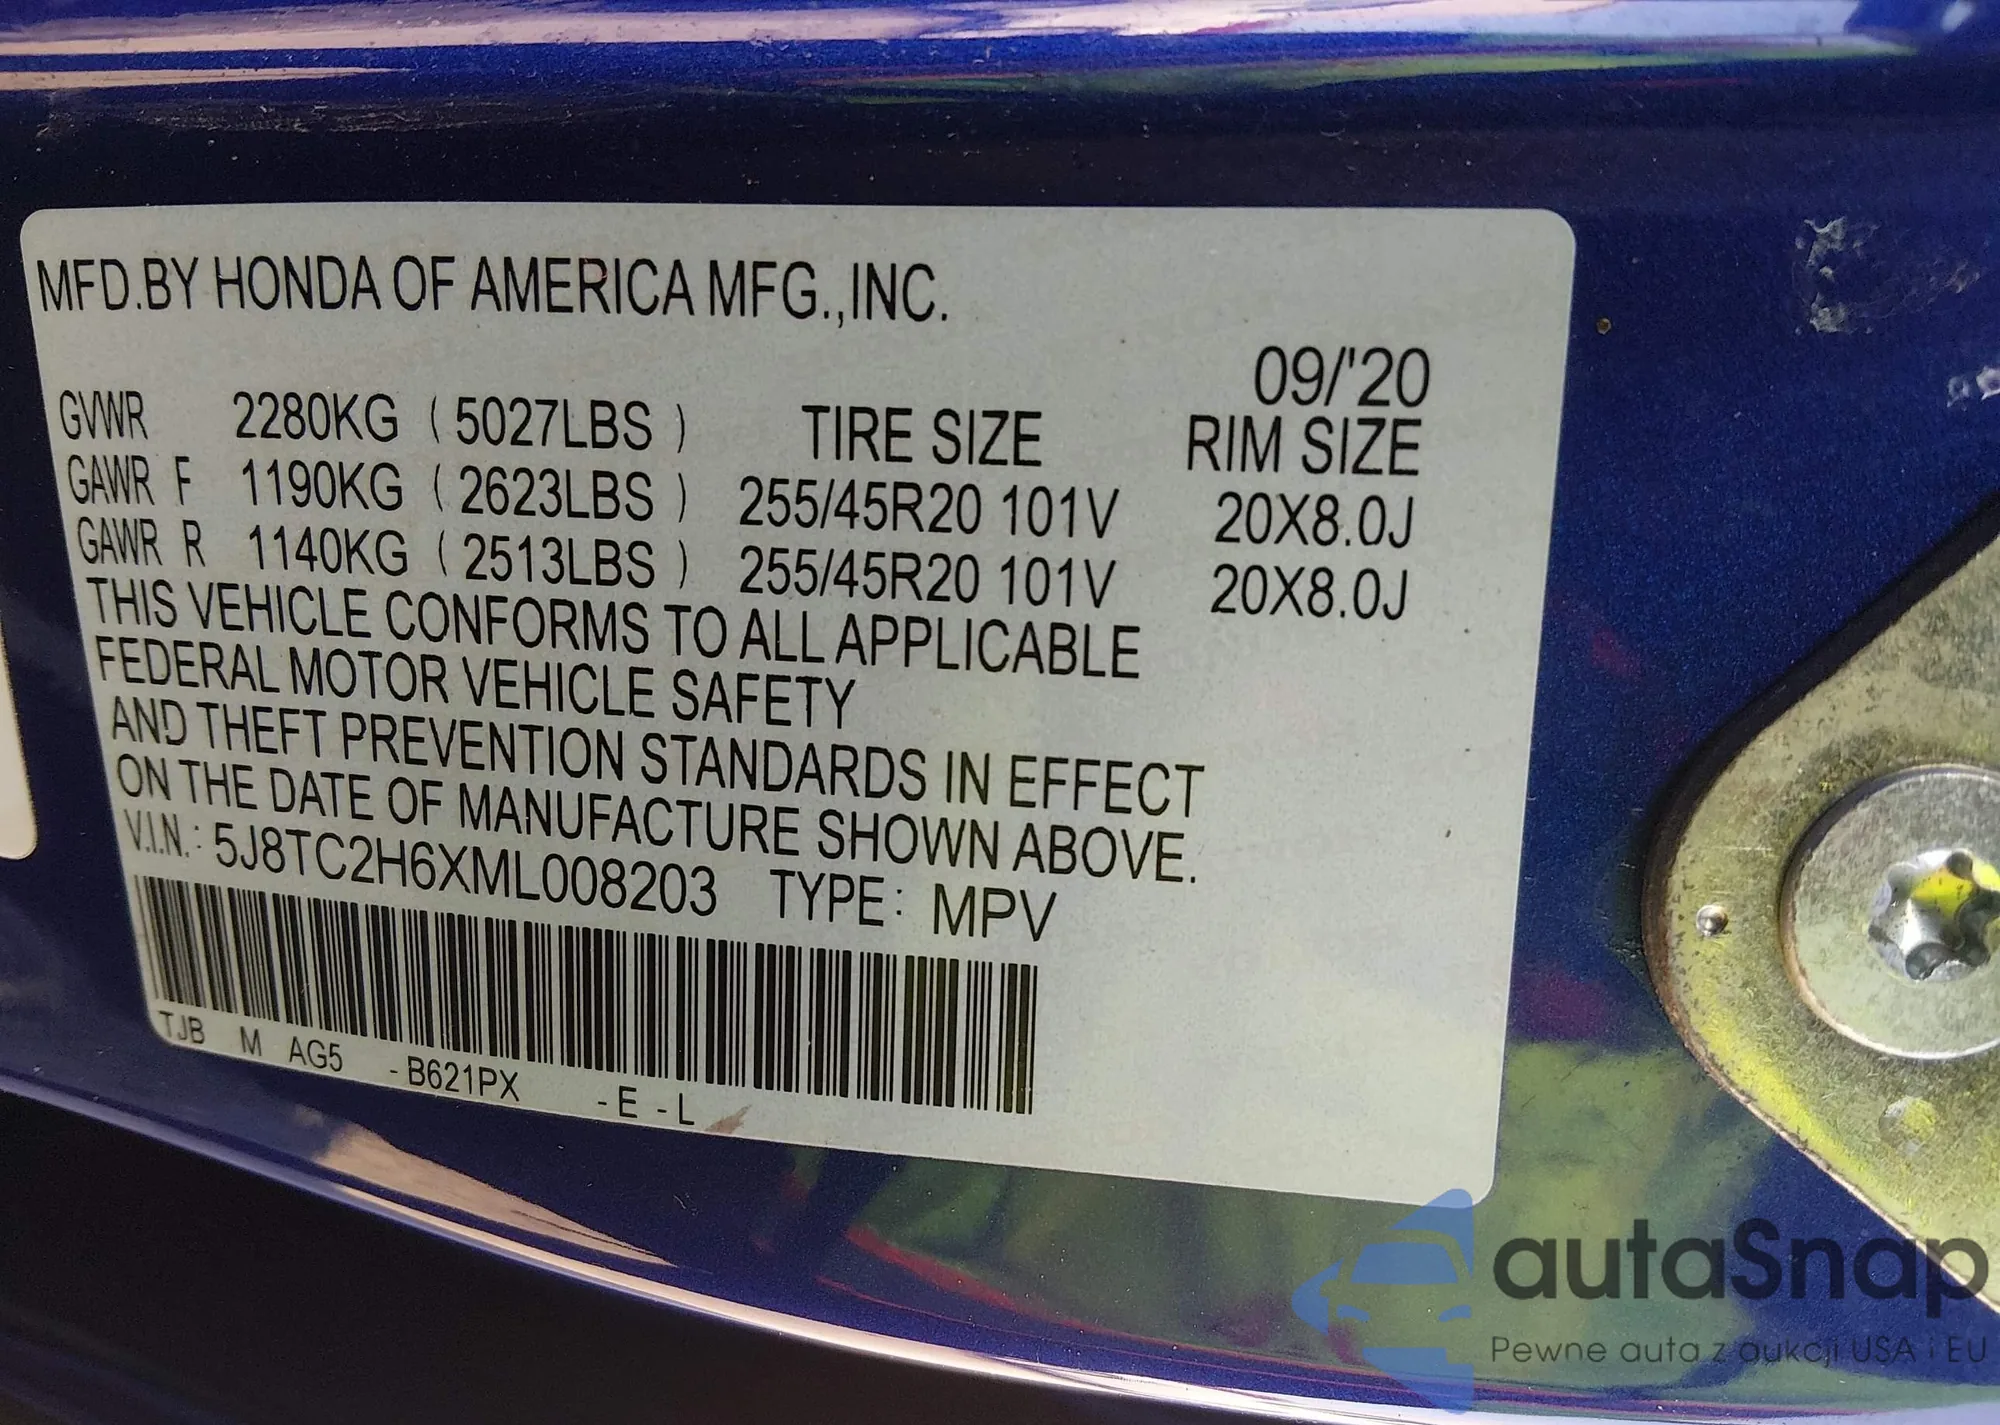 MFD.BY HONDA OF AMERICA MFG.,INC.
09/'20
GVWR 2280KG ( 5027LBS ) TIRE SIZE RIM SIZE
GAWR F 1190KG ( 2623LBS ) 255/45R20 101V 20X8.0J
GAWR R 1140KG ( 2513LBS ) 255/45R20 101V 20X8.0J
THIS VEHICLE CONFORMS TO ALL APPLICABLE
FEDERAL MOTOR VEHICLE SAFETY
AND THEFT PREVENTION STANDARDS IN EFFECT
ON THE DATE OF MANUFACTURE SHOWN ABOVE.
V.I.N.: 5J8TC2H6XML008203 TYPE: MPV
TJB M AG5 -B621PX -E -L
autaSnap
Pewne auta z aukcji USA i EU